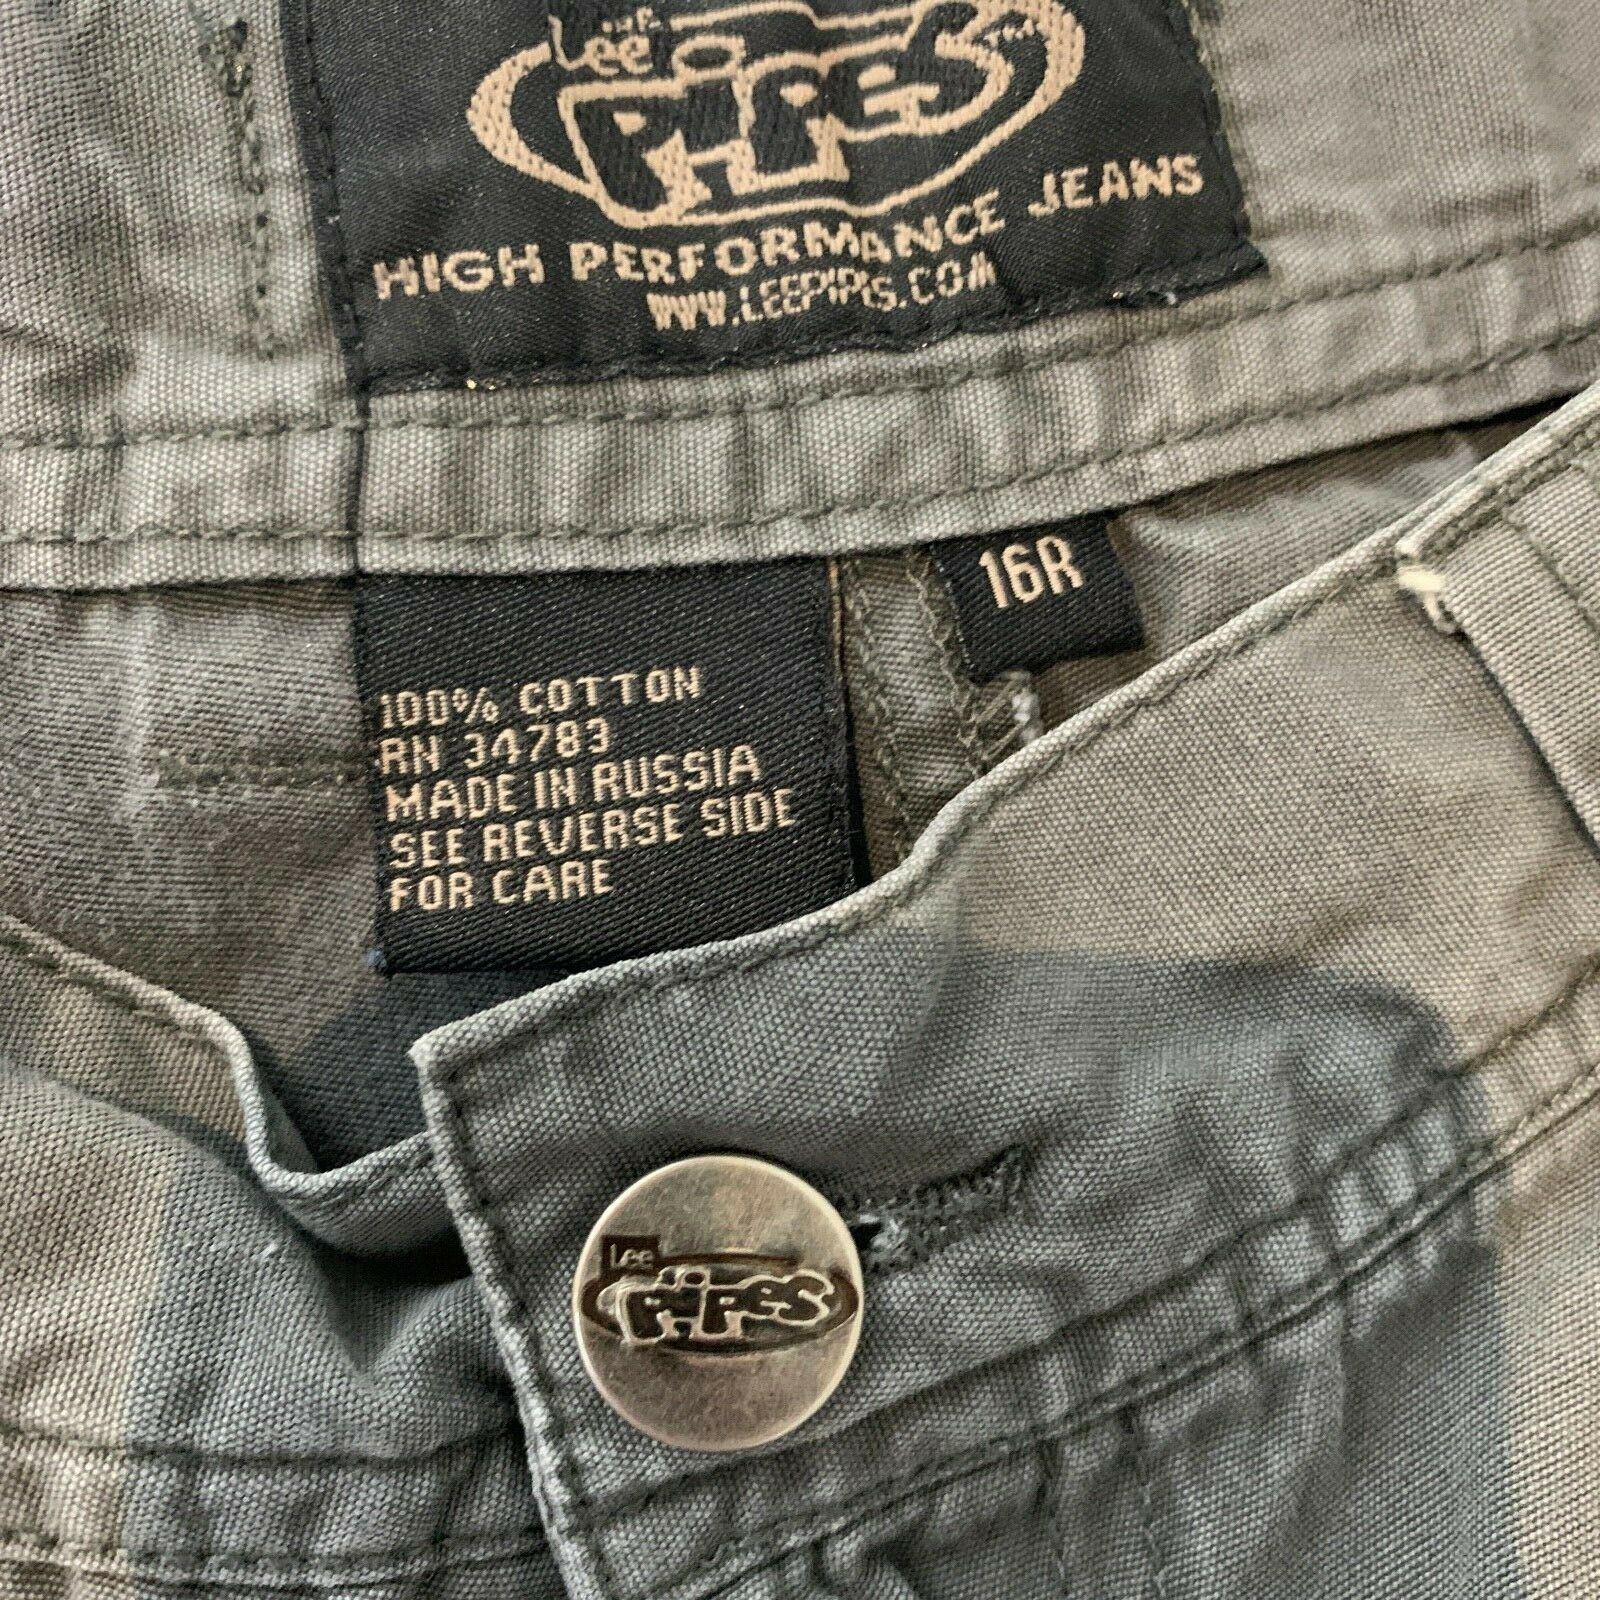 Lee
PIPES™
HIGH PERFORMANCE JEANS
WWW.LEEPIPES.COM
16R
100% COTTON
RN 34783
MADE IN RUSSIA
SEE REVERSE SIDE
FOR CARE
Lee
PIPES